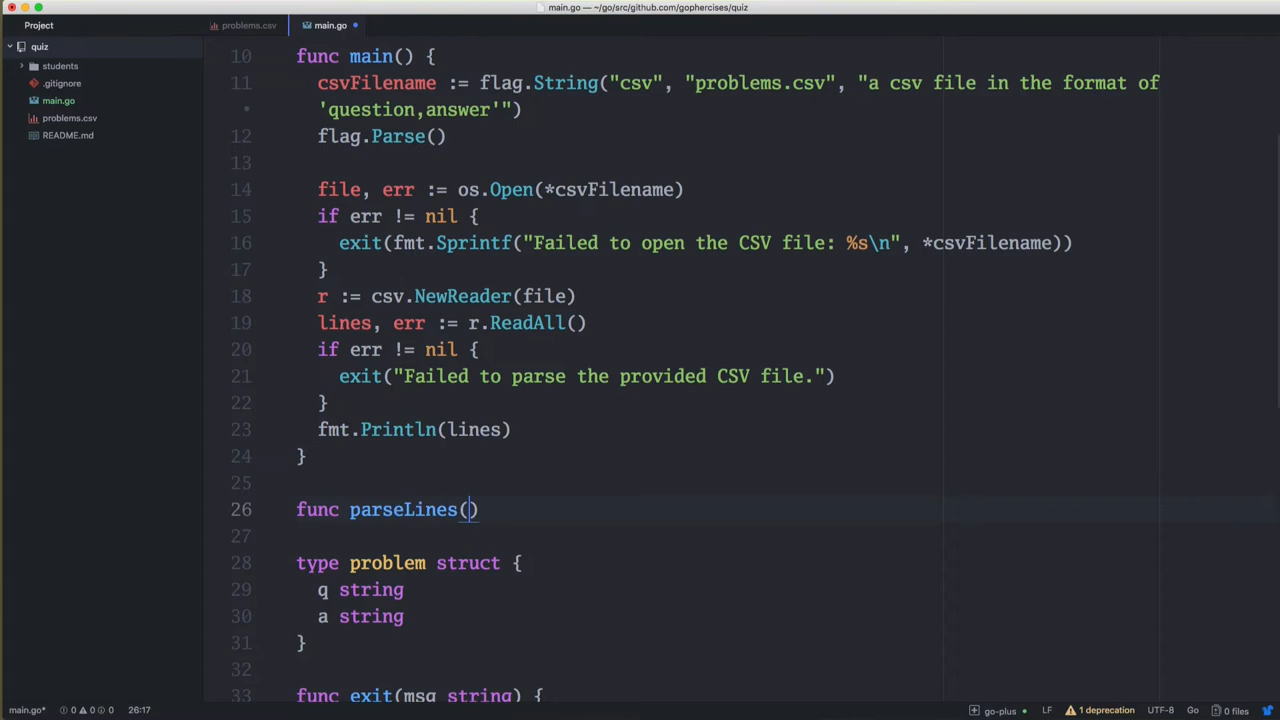 main.go — ~/go/src/github.com/gophercises/quiz
Project
problems.csv
main.go
quiz
students
.gitignore
main.go
problems.csv
README.md
10 func main() {
11 csvFilename := flag.String("csv", "problems.csv", "a csv file in the format of
• 'question,answer'")
12 flag.Parse()
13
14 file, err := os.Open(*csvFilename)
15 if err != nil {
16 exit(fmt.Sprintf("Failed to open the CSV file: %s\n", *csvFilename))
17 }
18 r := csv.NewReader(file)
19 lines, err := r.ReadAll()
20 if err != nil {
21 exit("Failed to parse the provided CSV file.")
22 }
23 fmt.Println(lines)
24 }
25
26 func parseLines()
27
28 type problem struct {
29 q string
30 a string
31 }
32
33 func exit(msg string) {
main.go* 0 0 0 26:17 go-plus LF 1 deprecation UTF-8 Go 0 files